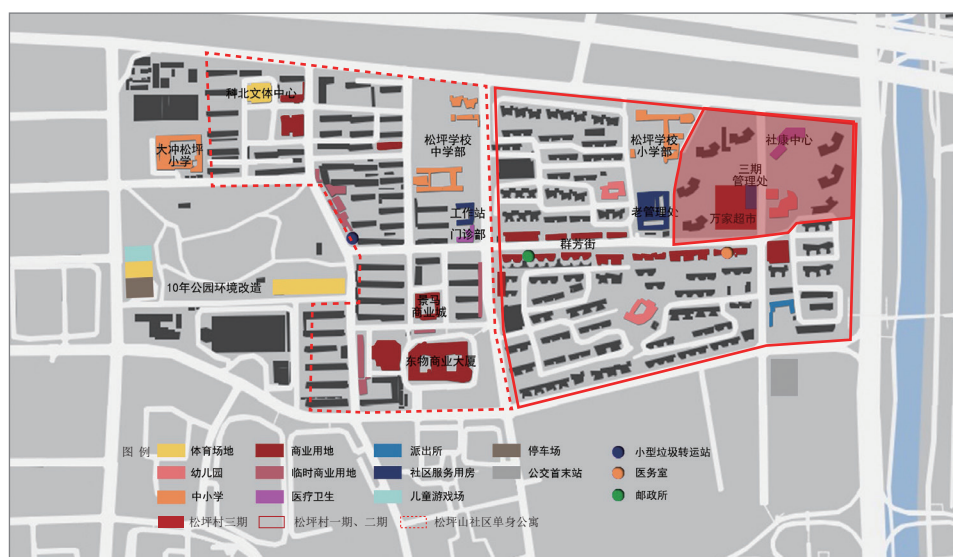 种北文体中心
大冲松坪
小学
松坪学校
中学部
松坪学校
小学部
社康中心
三期
管理处
万家超市
老管理处
工作站
门诊部
群芳街
10年公园环境改造
景马
商业城
东物商业大厦
图 例
体育场地
商业用地
派出所
停车场
小型垃圾转运站
幼儿园
临时商业用地
社区服务用房
公交首末站
医务室
中小学
医疗卫生
儿童游戏场
邮政所
松坪村三期
松坪村一期、二期
松坪山社区单身公寓